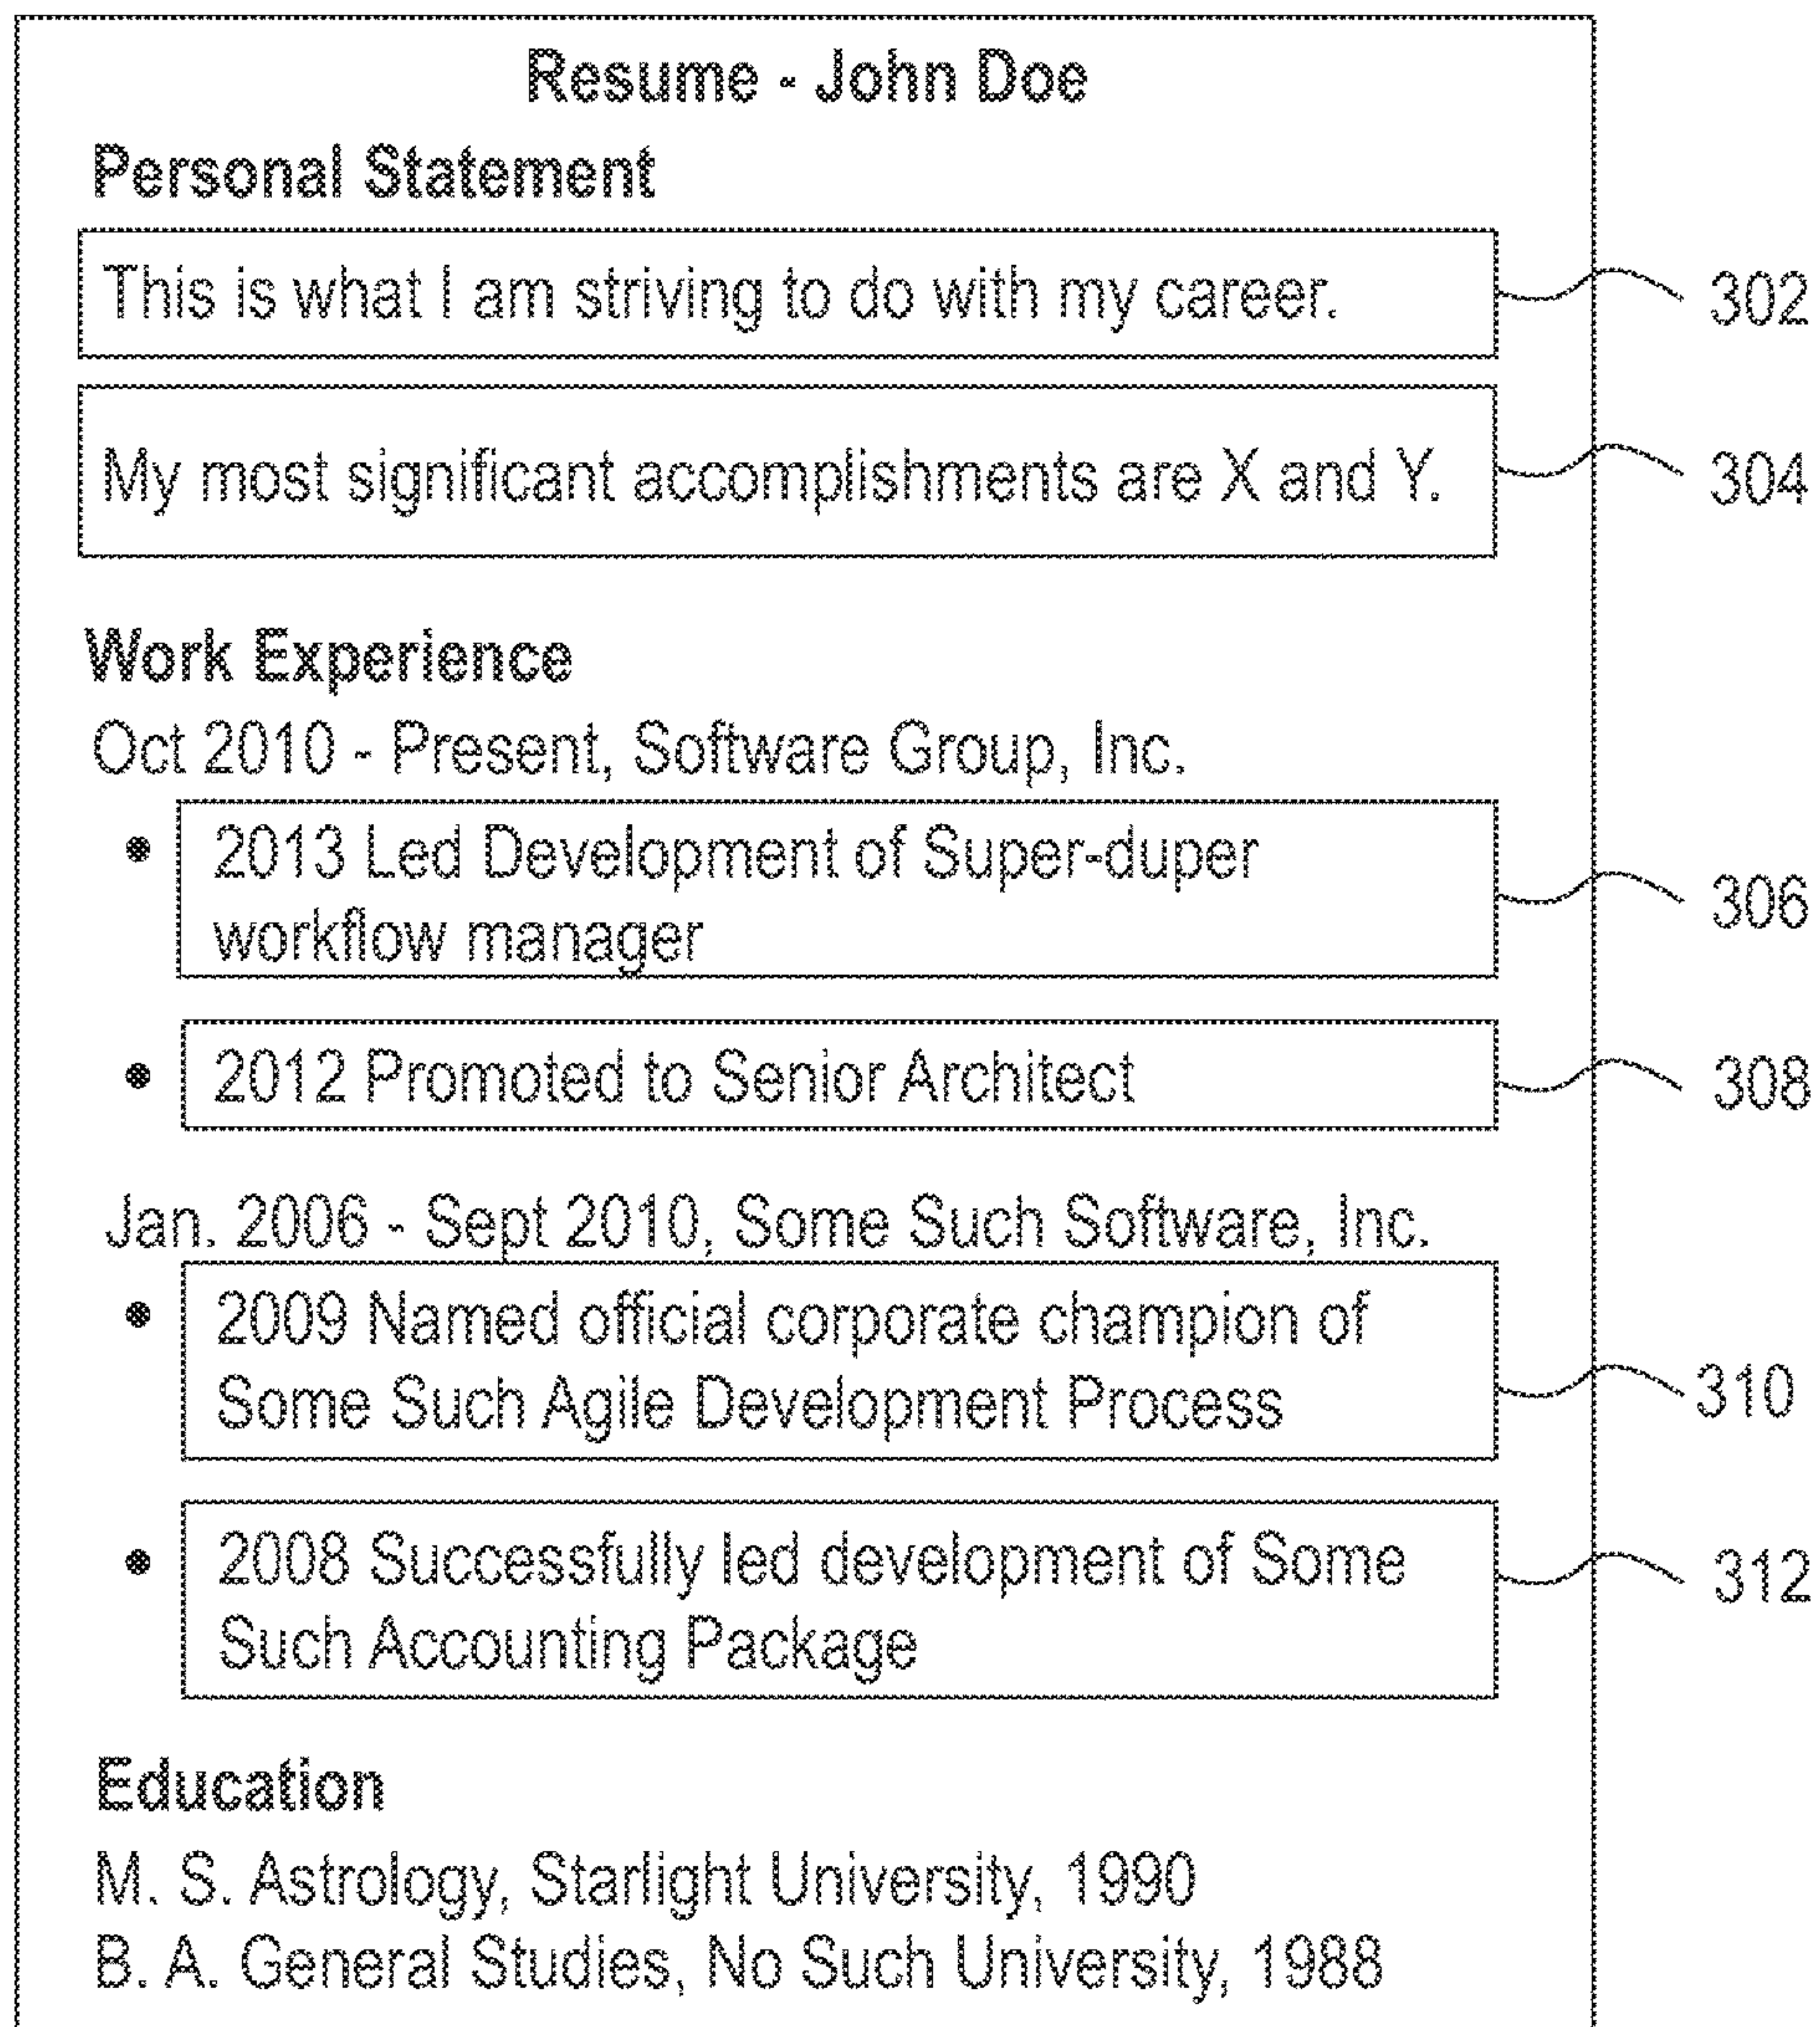 Resume - John Doe
Personal Statement
This is what I am striving to do with my career.
302
My most significant accomplishments are X and Y.
304
Work Experience
Oct 2010 - Present, Software Group, Inc.
• 2013 Led Development of Super-duper
workflow manager
306
• 2012 Promoted to Senior Architect
308
Jan. 2006 - Sept 2010, Some Such Software, Inc.
• 2009 Named official corporate champion of
Some Such Agile Development Process
310
• 2008 Successfully led development of Some
Such Accounting Package
312
Education
M. S. Astrology, Starlight University, 1990
B. A. General Studies, No Such University, 1988